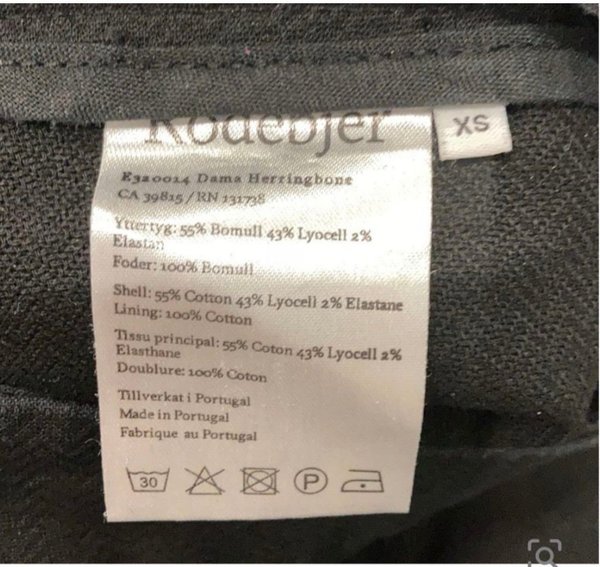 Rodebjer
XS
E320014 Dama Herringbone
CA 39815 / RN 131738
Yttertyg: 55% Bomull 43% Lyocell 2%
Elastan
Foder: 100% Bomull
Shell: 55% Cotton 43% Lyocell 2% Elastane
Lining: 100% Cotton
Tissu principal: 55% Coton 43% Lyocell 2%
Elasthane
Doublure: 100% Coton
Tillverkat i Portugal
Made in Portugal
Fabrique au Portugal
30
P